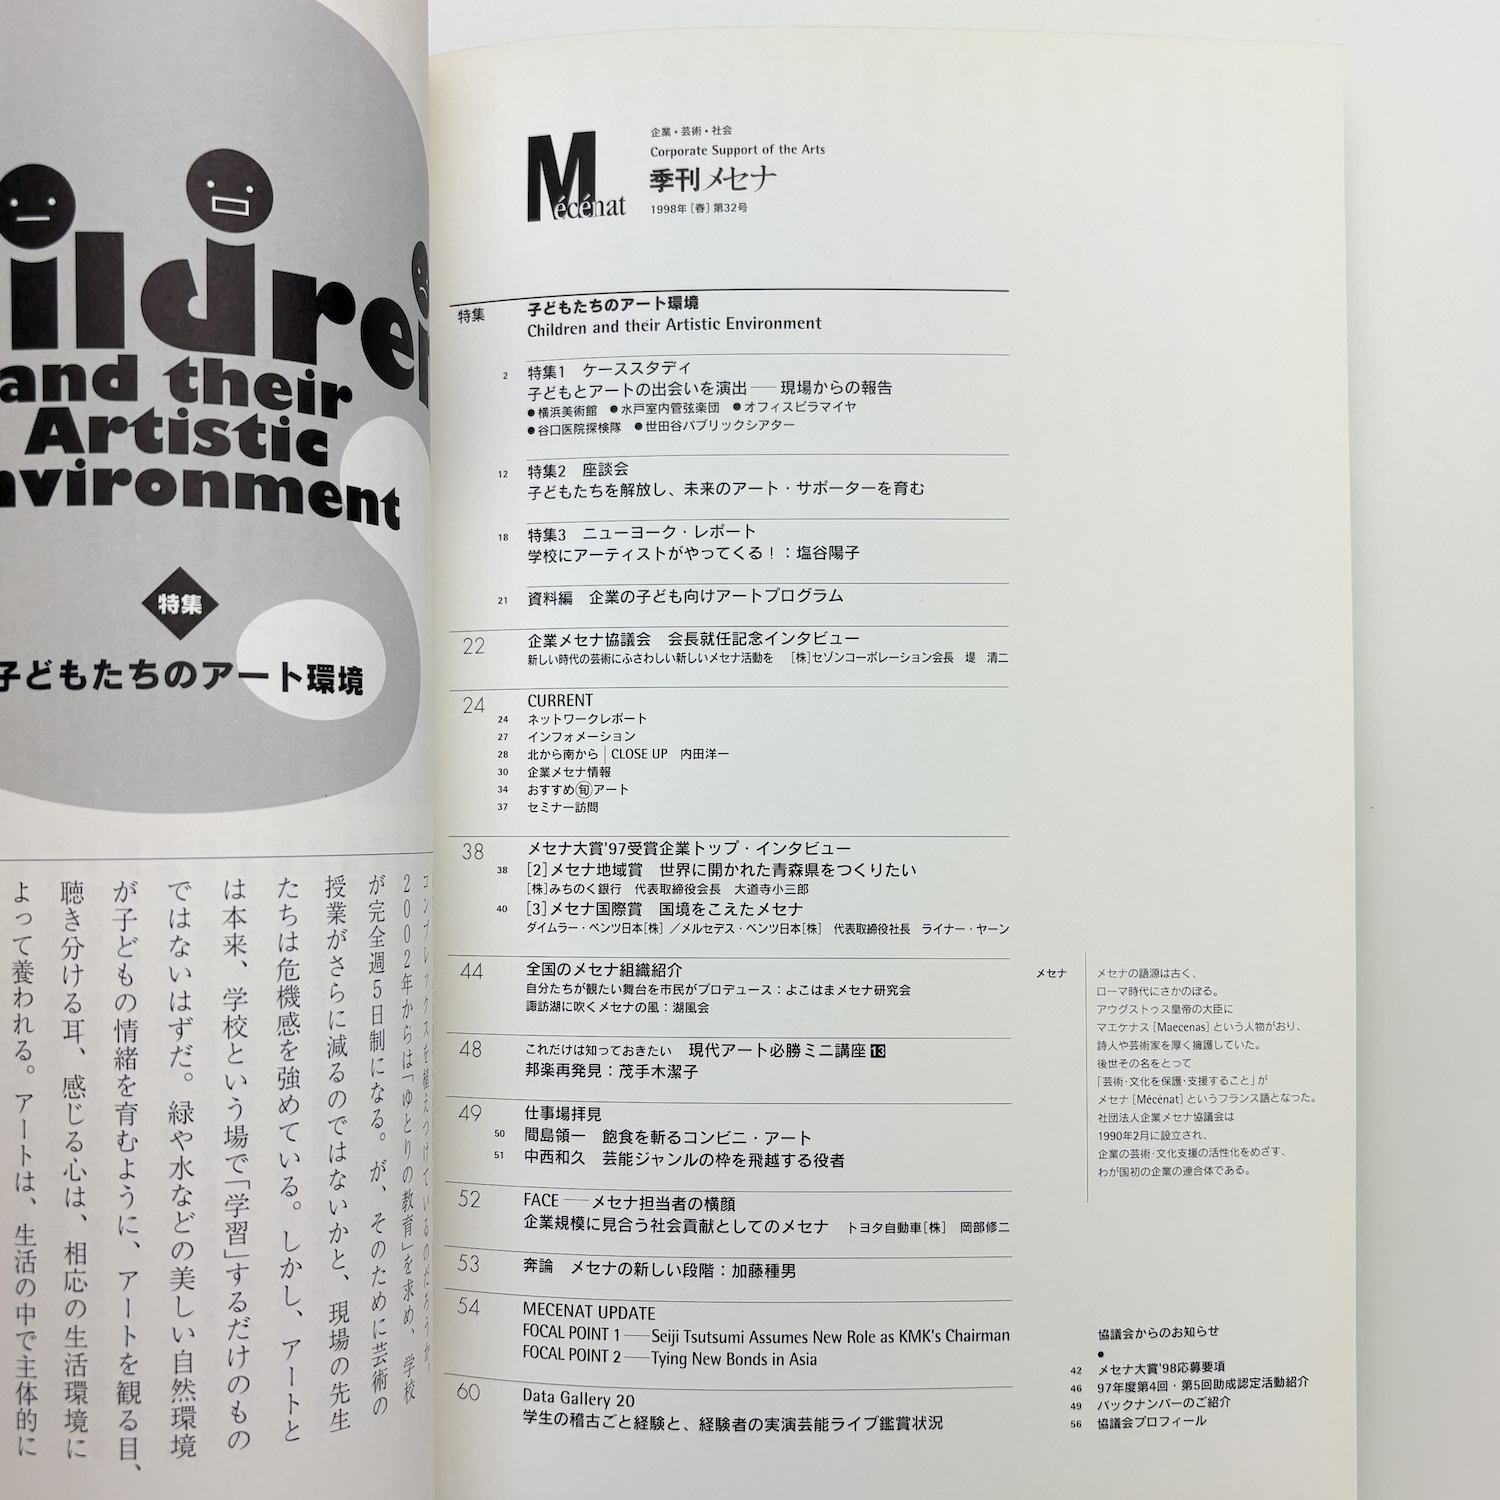 ildren
and their
Artistic
nvironment
特集
子どもたちのアート環境
コンプレックスを植えつけているのだろうか。
2002年からは「ゆとりの教育」を求め、学校
が完全週5日制になる。が、そのために芸術の
授業がさらに減るのではないかと、現場の先生
たちは危機感を強めている。しかし、アートと
は本来、学校という場で「学習」するだけのもの
ではないはずだ。緑や水などの美しい自然環境
が子どもの情緒を育むように、アートを観る目、
聴き分ける耳、感じる心は、相応の生活環境に
よって養われる。アートは、生活の中で主体的に
Mécénat
企業・芸術・社会
Corporate Support of the Arts
季刊メセナ
1998年[春]第32号
特集 子どもたちのアート環境
Children and their Artistic Environment
2 特集1 ケーススタディ
子どもとアートの出会いを演出——現場からの報告
●横浜美術館 ●水戸室内管弦楽団 ●オフィスピラマイヤ
●谷口医院探検隊 ●世田谷パブリックシアター
12 特集2 座談会
子どもたちを解放し、未来のアート・サポーターを育む
18 特集3 ニューヨーク・レポート
学校にアーティストがやってくる!:塩谷陽子
21 資料編 企業の子ども向けアートプログラム
22 企業メセナ協議会 会長就任記念インタビュー
新しい時代の芸術にふさわしい新しいメセナ活動を [株]セゾンコーポレーション会長 堤 清二
24 CURRENT
24 ネットワークレポート
27 インフォメーション
28 北から南から|CLOSE UP 内田洋一
30 企業メセナ情報
34 おすすめ旬アート
37 セミナー訪問
38 メセナ大賞'97受賞企業トップ・インタビュー
38 [2]メセナ地域賞 世界に開かれた青森県をつくりたい
[株]みちのく銀行 代表取締役会長 大道寺小三郎
40 [3]メセナ国際賞 国境をこえたメセナ
ダイムラー・ベンツ日本[株]/メルセデス・ベンツ日本[株] 代表取締役社長 ライナー・ヤーン
44 全国のメセナ組織紹介
自分たちが観たい舞台を市民がプロデュース:よこはまメセナ研究会
諏訪湖に吹くメセナの風:湖風会
48 これだけは知っておきたい 現代アート必勝ミニ講座13
邦楽再発見:茂手木潔子
49 仕事場拝見
50 間島領一 飽食を斬るコンビニ・アート
51 中西和久 芸能ジャンルの枠を飛越する役者
52 FACE——メセナ担当者の横顔
企業規模に見合う社会貢献としてのメセナ トヨタ自動車[株] 岡部修二
53 奔論 メセナの新しい段階:加藤種男
54 MECENAT UPDATE
FOCAL POINT 1——Seiji Tsutsumi Assumes New Role as KMK's Chairman
FOCAL POINT 2——Tying New Bonds in Asia
60 Data Gallery 20
学生の稽古ごと経験と、経験者の実演芸能ライブ鑑賞状況
メセナ
メセナの語源は古く、
ローマ時代にさかのぼる。
アウグストゥス皇帝の大臣に
マエケナス[Maecenas]という人物がおり、
詩人や芸術家を厚く擁護していた。
後世その名をとって
「芸術・文化を保護・支援すること」が
メセナ[Mécénat]というフランス語となった。
社団法人企業メセナ協議会は
1990年2月に設立され、
企業の芸術・文化支援の活性化をめざす、
わが国初の企業の連合体である。
協議会からのお知らせ
●
42 メセナ大賞'98応募要項
46 97年度第4回・第5回助成認定活動紹介
49 バックナンバーのご紹介
56 協議会プロフィール